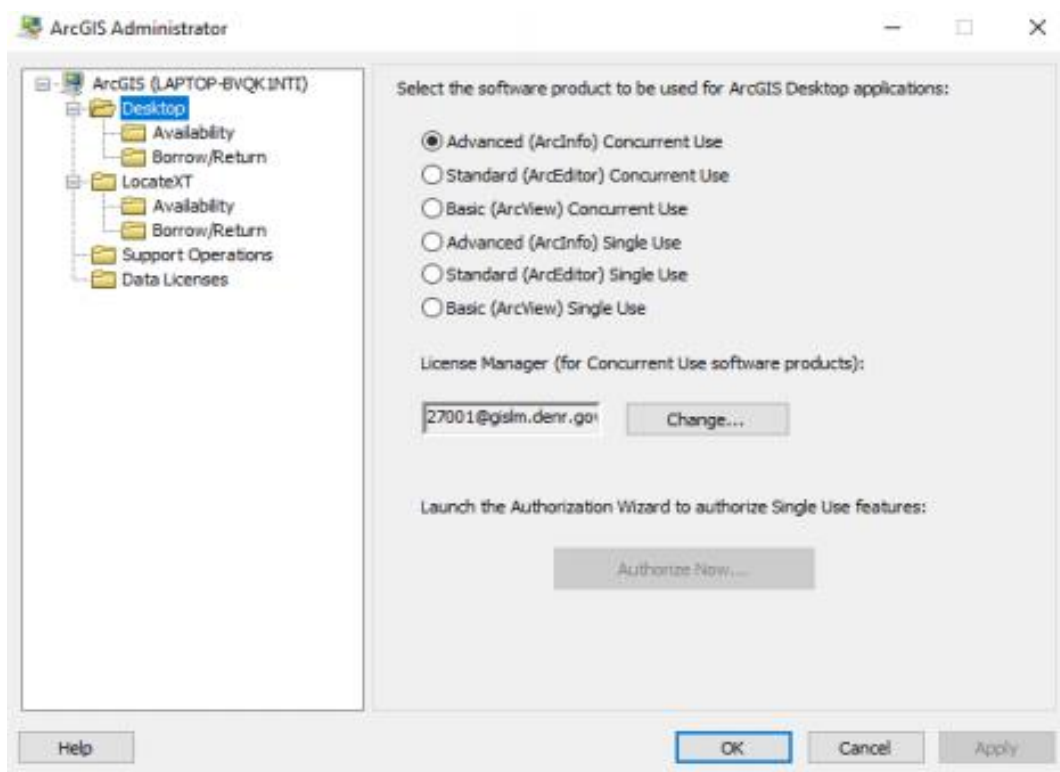 ArcGIS Administrator
ArcGIS (LAPTOP-BVQK1NTI)
Desktop
Availability
Borrow/Return
LocateXT
Availability
Borrow/Return
Support Operations
Data Licenses
Select the software product to be used for ArcGIS Desktop applications:
Advanced (ArcInfo) Concurrent Use
Standard (ArcEditor) Concurrent Use
Basic (ArcView) Concurrent Use
Advanced (ArcInfo) Single Use
Standard (ArcEditor) Single Use
Basic (ArcView) Single Use
License Manager (for Concurrent Use software products):
27001@gislm.denr.gov
Change...
Launch the Authorization Wizard to authorize Single Use features:
Authorize Now....
Help
OK
Cancel
Apply